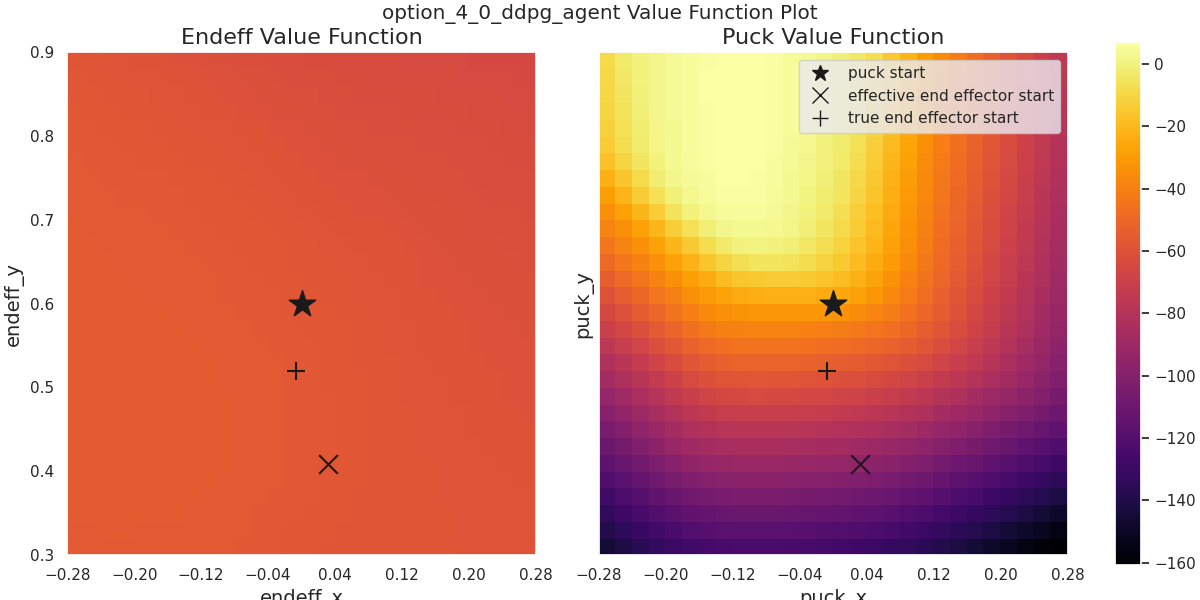 option_4_0_ddpg_agent Value Function Plot
Endeff Value Function
Puck Value Function
0.9
0.8
0.7
0.6
0.5
0.4
0.3
endeff_y
−0.28 −0.20 −0.12 −0.04 0.04 0.12 0.20 0.28
endeff_x
puck start
effective end effector start
true end effector start
puck_y
−0.28 −0.20 −0.12 −0.04 0.04 0.12 0.20 0.28
puck_x
0
−20
−40
−60
−80
−100
−120
−140
−160